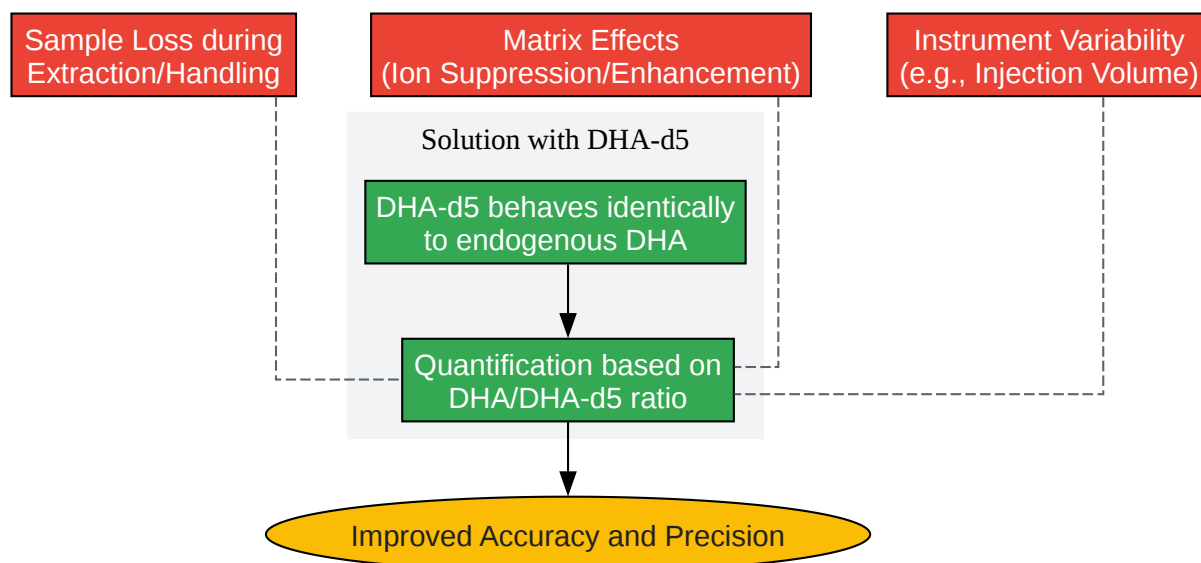 Sample Loss during
Extraction/Handling
Matrix Effects
(Ion Suppression/Enhancement)
Instrument Variability
(e.g., Injection Volume)
Solution with DHA-d5
DHA-d5 behaves identically
to endogenous DHA
Quantification based on
DHA/DHA-d5 ratio
Improved Accuracy and Precision